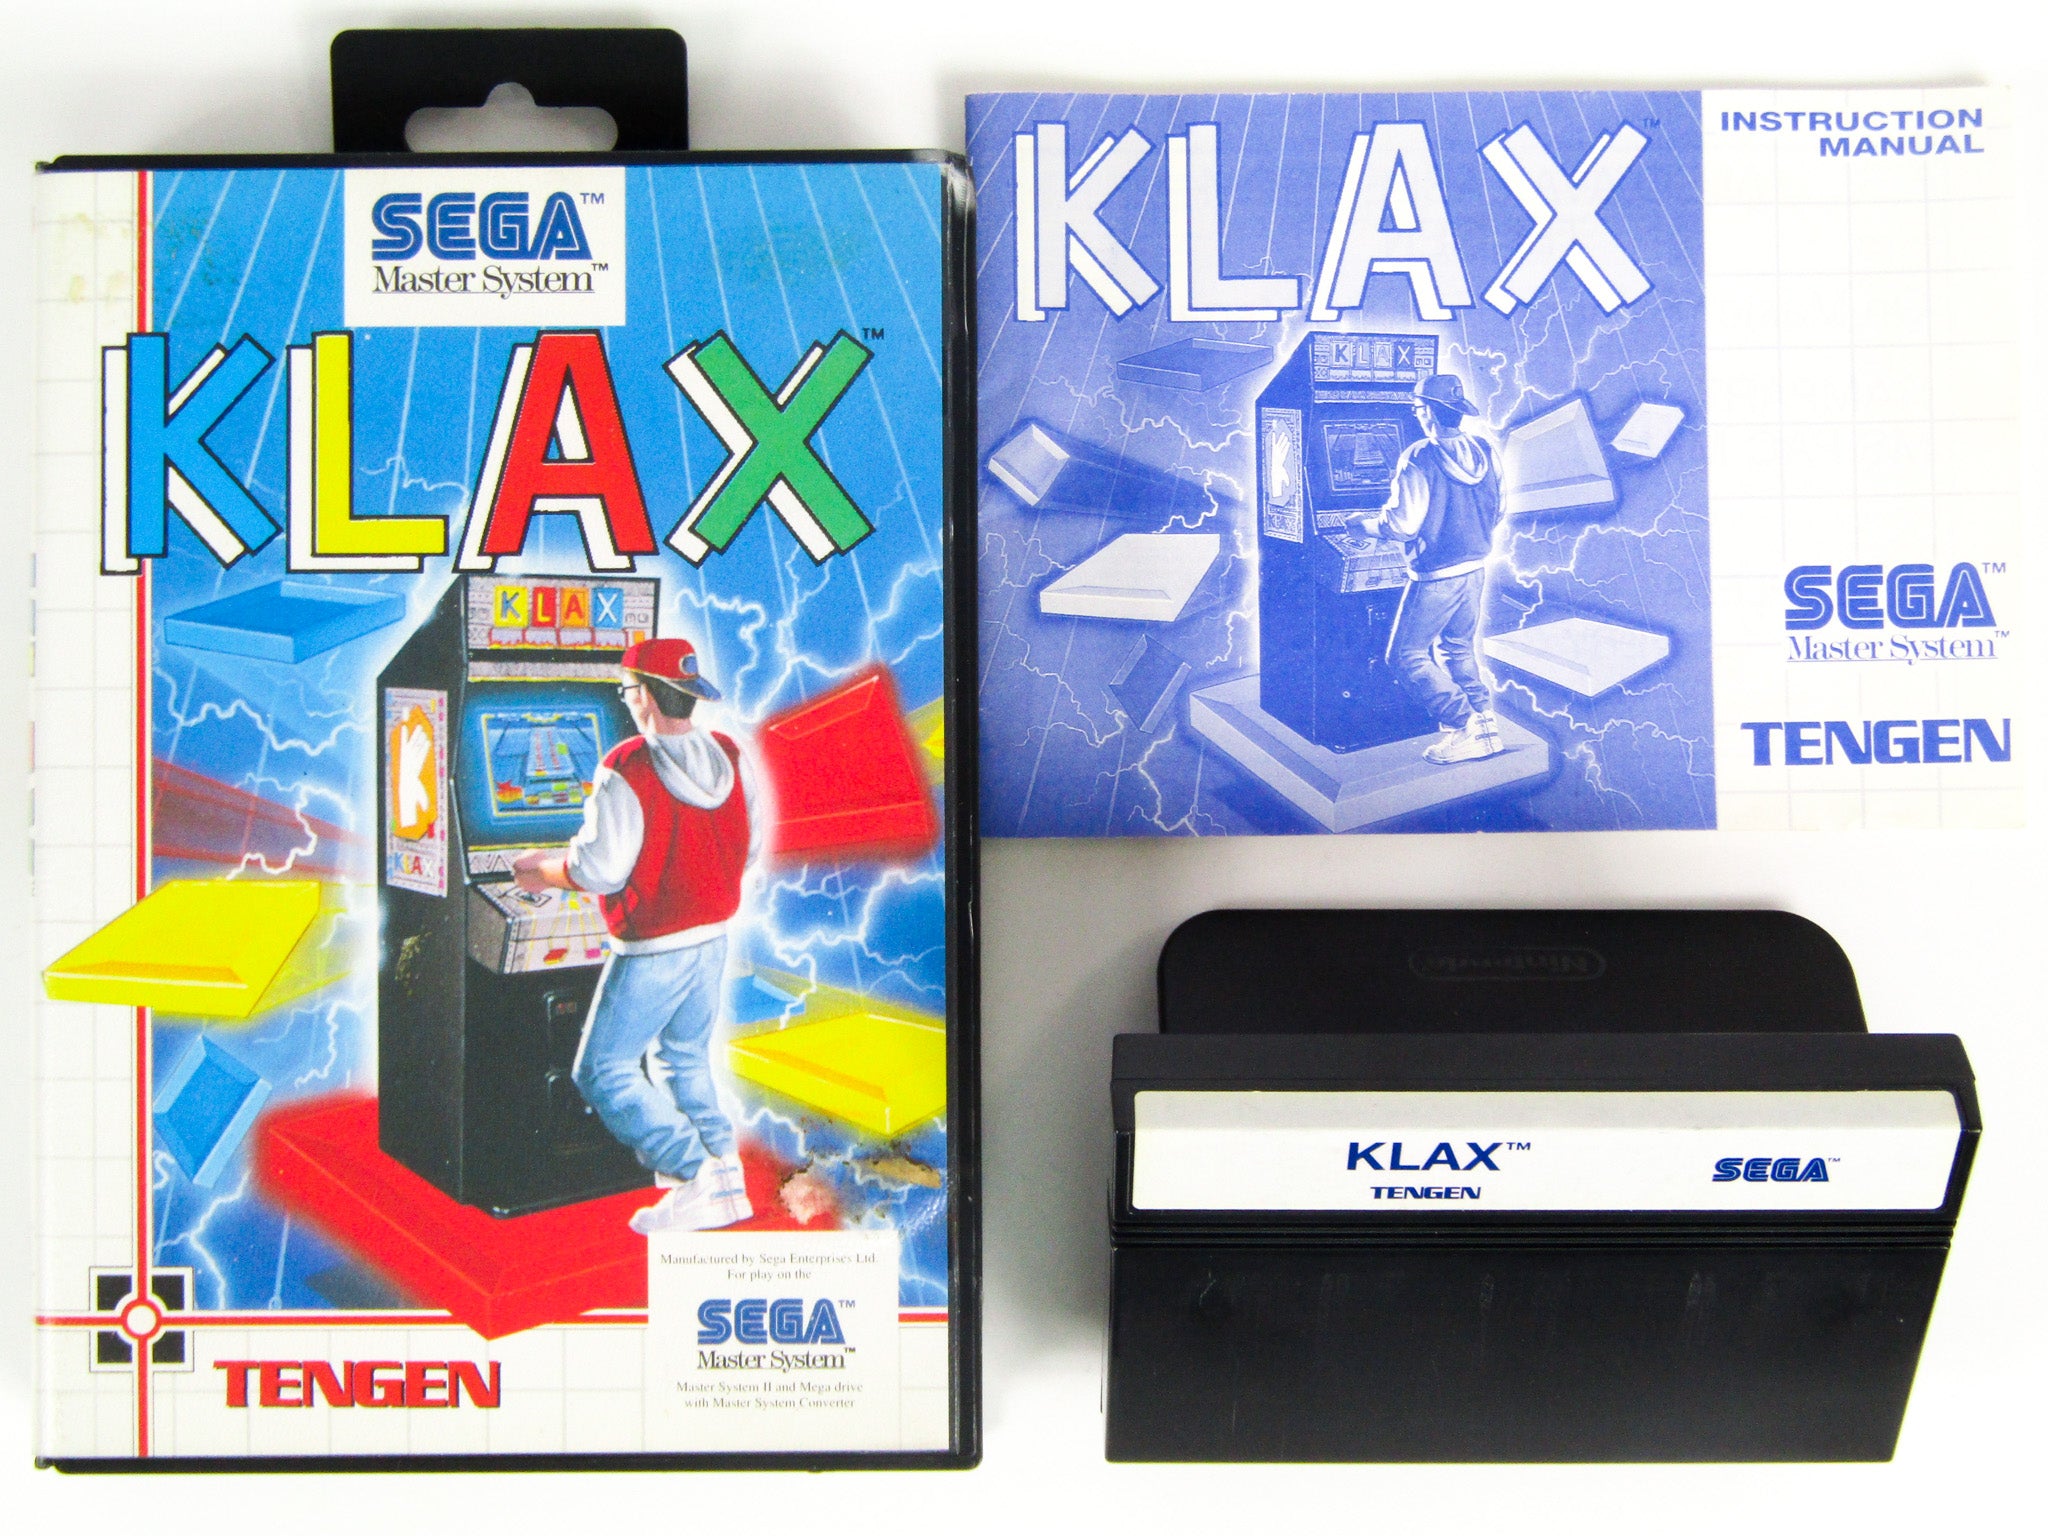 SEGA™
Master System™
KLAX™
KLAX
K
KLAX
Manufactured by Sega Enterprises Ltd.
For play on the
SEGA™
Master System™
Master System II and Mega drive
with Master System Converter
TENGEN
KLAX™
INSTRUCTION
MANUAL
KLAX
K
SEGA™
Master System™
TENGEN
Nintendo
KLAX™
TENGEN
SEGA™